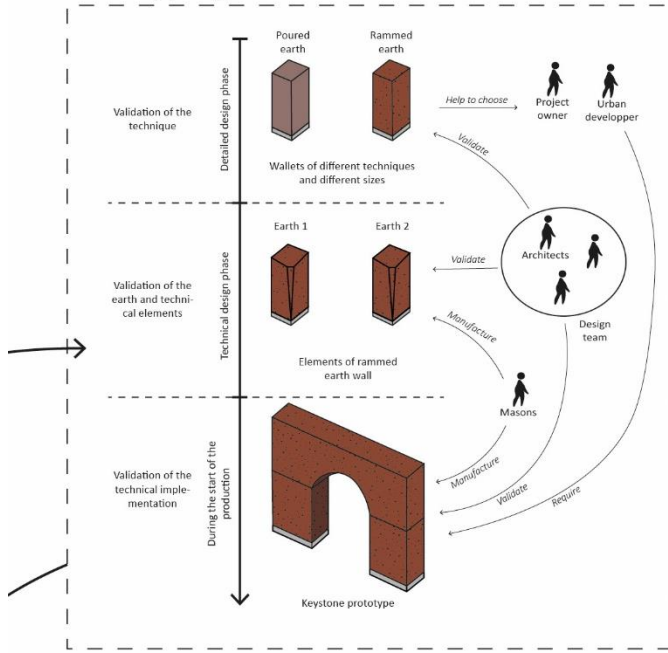 Poured
earth
Rammed
earth
Detailed design phase
Validation of the
technique
Help to choose
Project
owner
Urban
developper
Validate
Wallets of different techniques
and different sizes
Earth 1
Earth 2
Technical design phase
Validation of the
earth and techni-
cal elements
Validate
Architects
Design
team
Manufacture
Elements of rammed
earth wall
Masons
During the start of the
production
Validation of the
technical imple-
mentation
Manufacture
Validate
Require
Keystone prototype